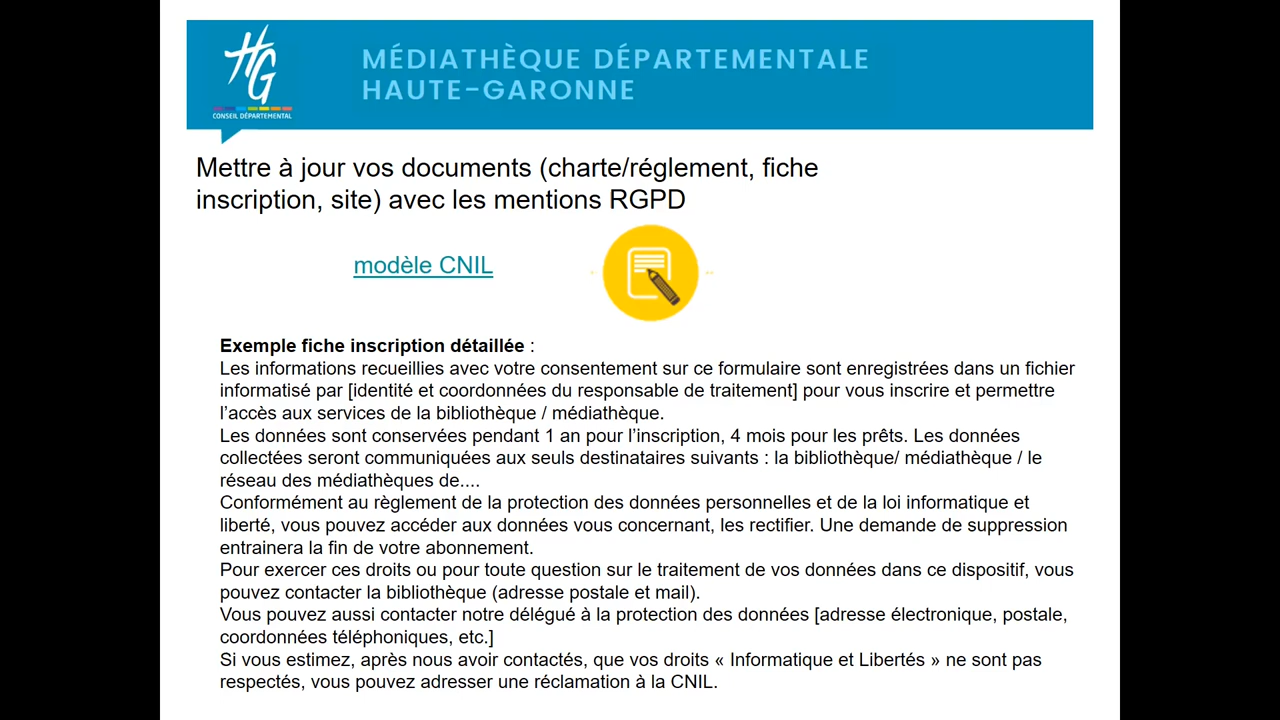 HG
CONSEIL DÉPARTEMENTAL
MÉDIATHÈQUE DÉPARTEMENTALE
HAUTE-GARONNE
Mettre à jour vos documents (charte/réglement, fiche
inscription, site) avec les mentions RGPD
modèle CNIL
Exemple fiche inscription détaillée :
Les informations recueillies avec votre consentement sur ce formulaire sont enregistrées dans un fichier
informatisé par [identité et coordonnées du responsable de traitement] pour vous inscrire et permettre
l’accès aux services de la bibliothèque / médiathèque.
Les données sont conservées pendant 1 an pour l’inscription, 4 mois pour les prêts. Les données
collectées seront communiquées aux seuls destinataires suivants : la bibliothèque/ médiathèque / le
réseau des médiathèques de....
Conformément au règlement de la protection des données personnelles et de la loi informatique et
liberté, vous pouvez accéder aux données vous concernant, les rectifier. Une demande de suppression
entrainera la fin de votre abonnement.
Pour exercer ces droits ou pour toute question sur le traitement de vos données dans ce dispositif, vous
pouvez contacter la bibliothèque (adresse postale et mail).
Vous pouvez aussi contacter notre délégué à la protection des données [adresse électronique, postale,
coordonnées téléphoniques, etc.]
Si vous estimez, après nous avoir contactés, que vos droits « Informatique et Libertés » ne sont pas
respectés, vous pouvez adresser une réclamation à la CNIL.